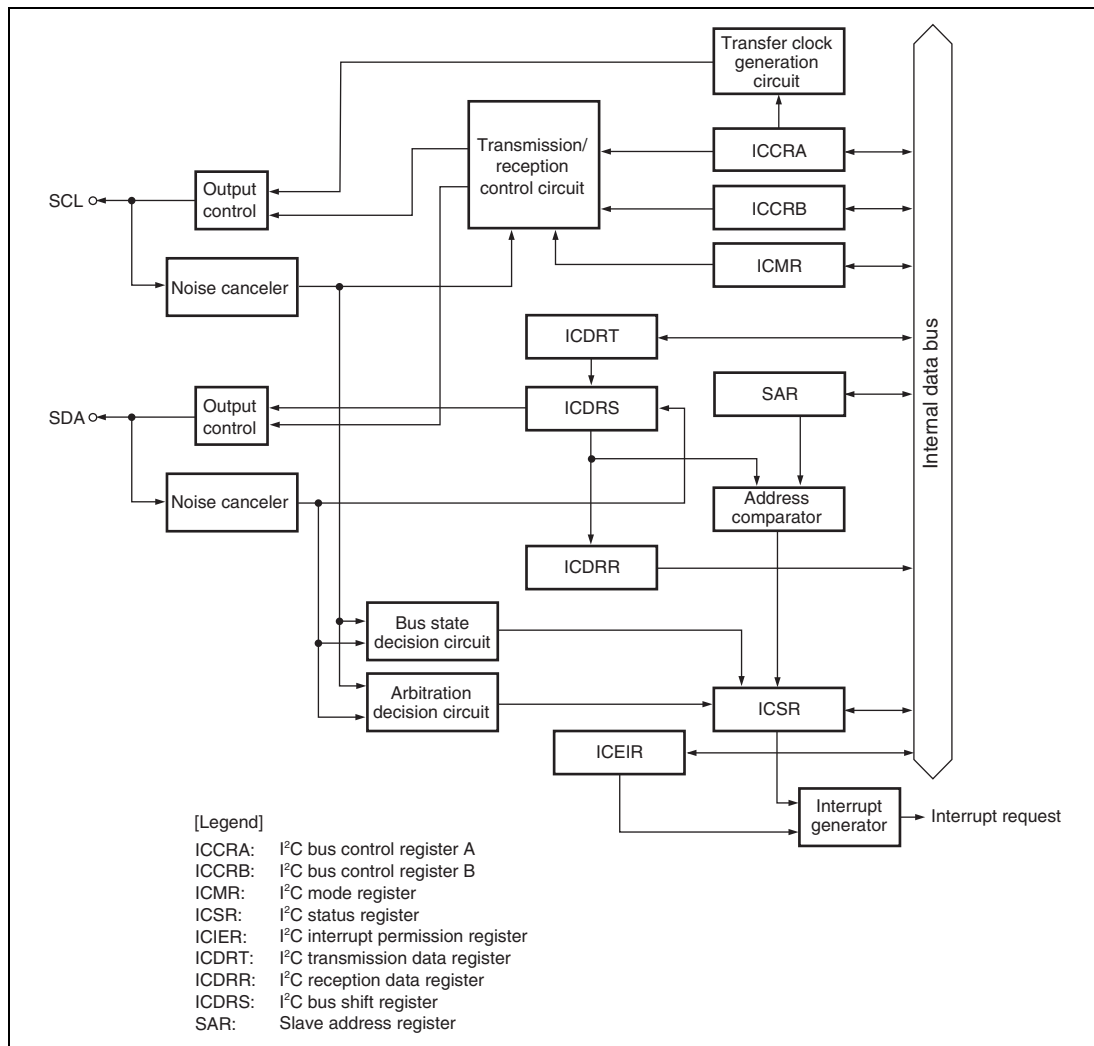 Transfer clock
generation
circuit
Transmission/
reception
control circuit
ICCRA
SCL
Output
control
ICCRB
ICMR
Noise canceler
Internal data bus
ICDRT
SDA
Output
control
ICDRS
SAR
Noise canceler
Address
comparator
ICDRR
Bus state
decision circuit
Arbitration
decision circuit
ICSR
ICEIR
Interrupt
generator
Interrupt request
[Legend]
ICCRA: I²C bus control register A
ICCRB: I²C bus control register B
ICMR: I²C mode register
ICSR: I²C status register
ICIER: I²C interrupt permission register
ICDRT: I²C transmission data register
ICDRR: I²C reception data register
ICDRS: I²C bus shift register
SAR: Slave address register